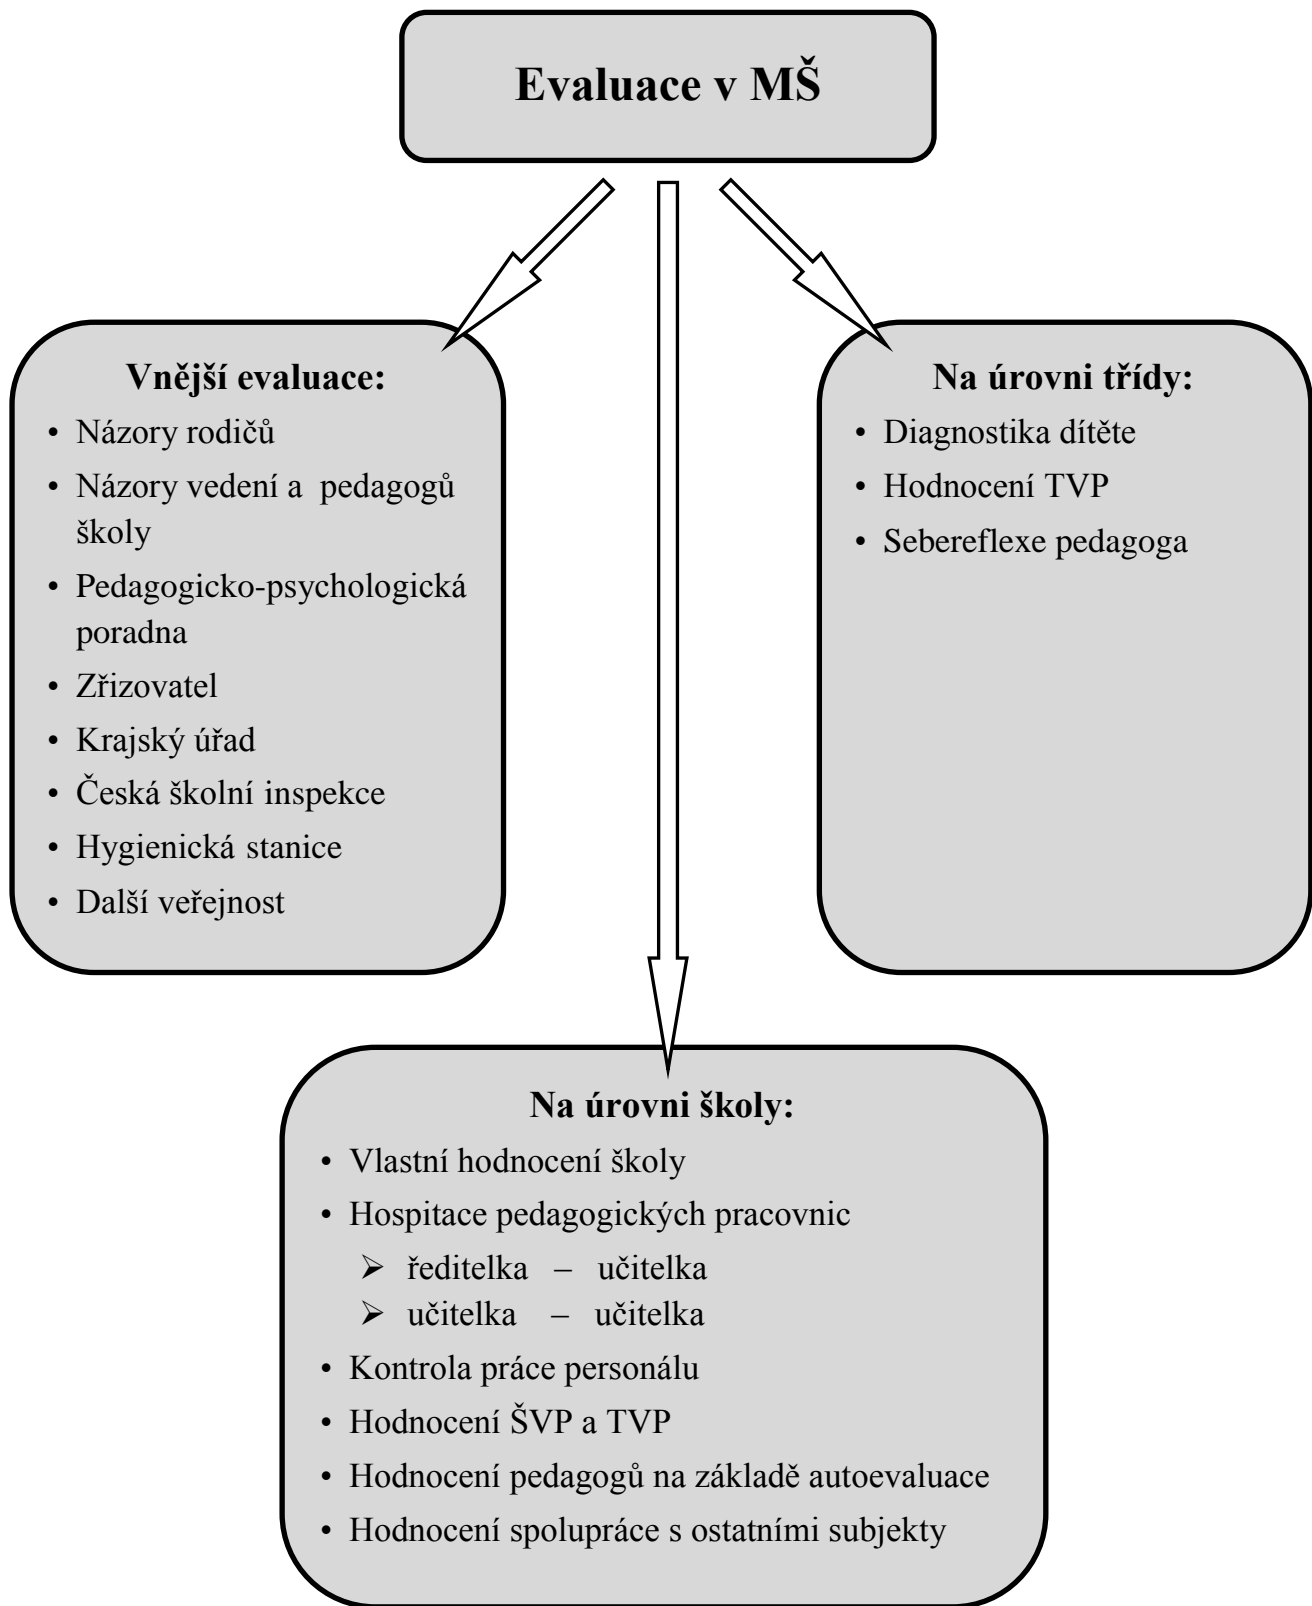 Evaluace v MŠ
Vnější evaluace:
• Názory rodičů
• Názory vedení a pedagogů
školy
• Pedagogicko-psychologická
poradna
• Zřizovatel
• Krajský úřad
• Česká školní inspekce
• Hygienická stanice
• Další veřejnost
Na úrovni třídy:
• Diagnostika dítěte
• Hodnocení TVP
• Sebereflexe pedagoga
Na úrovni školy:
• Vlastní hodnocení školy
• Hospitace pedagogických pracovnic
➢ ředitelka – učitelka
➢ učitelka – učitelka
• Kontrola práce personálu
• Hodnocení ŠVP a TVP
• Hodnocení pedagogů na základě autoevaluace
• Hodnocení spolupráce s ostatními subjekty